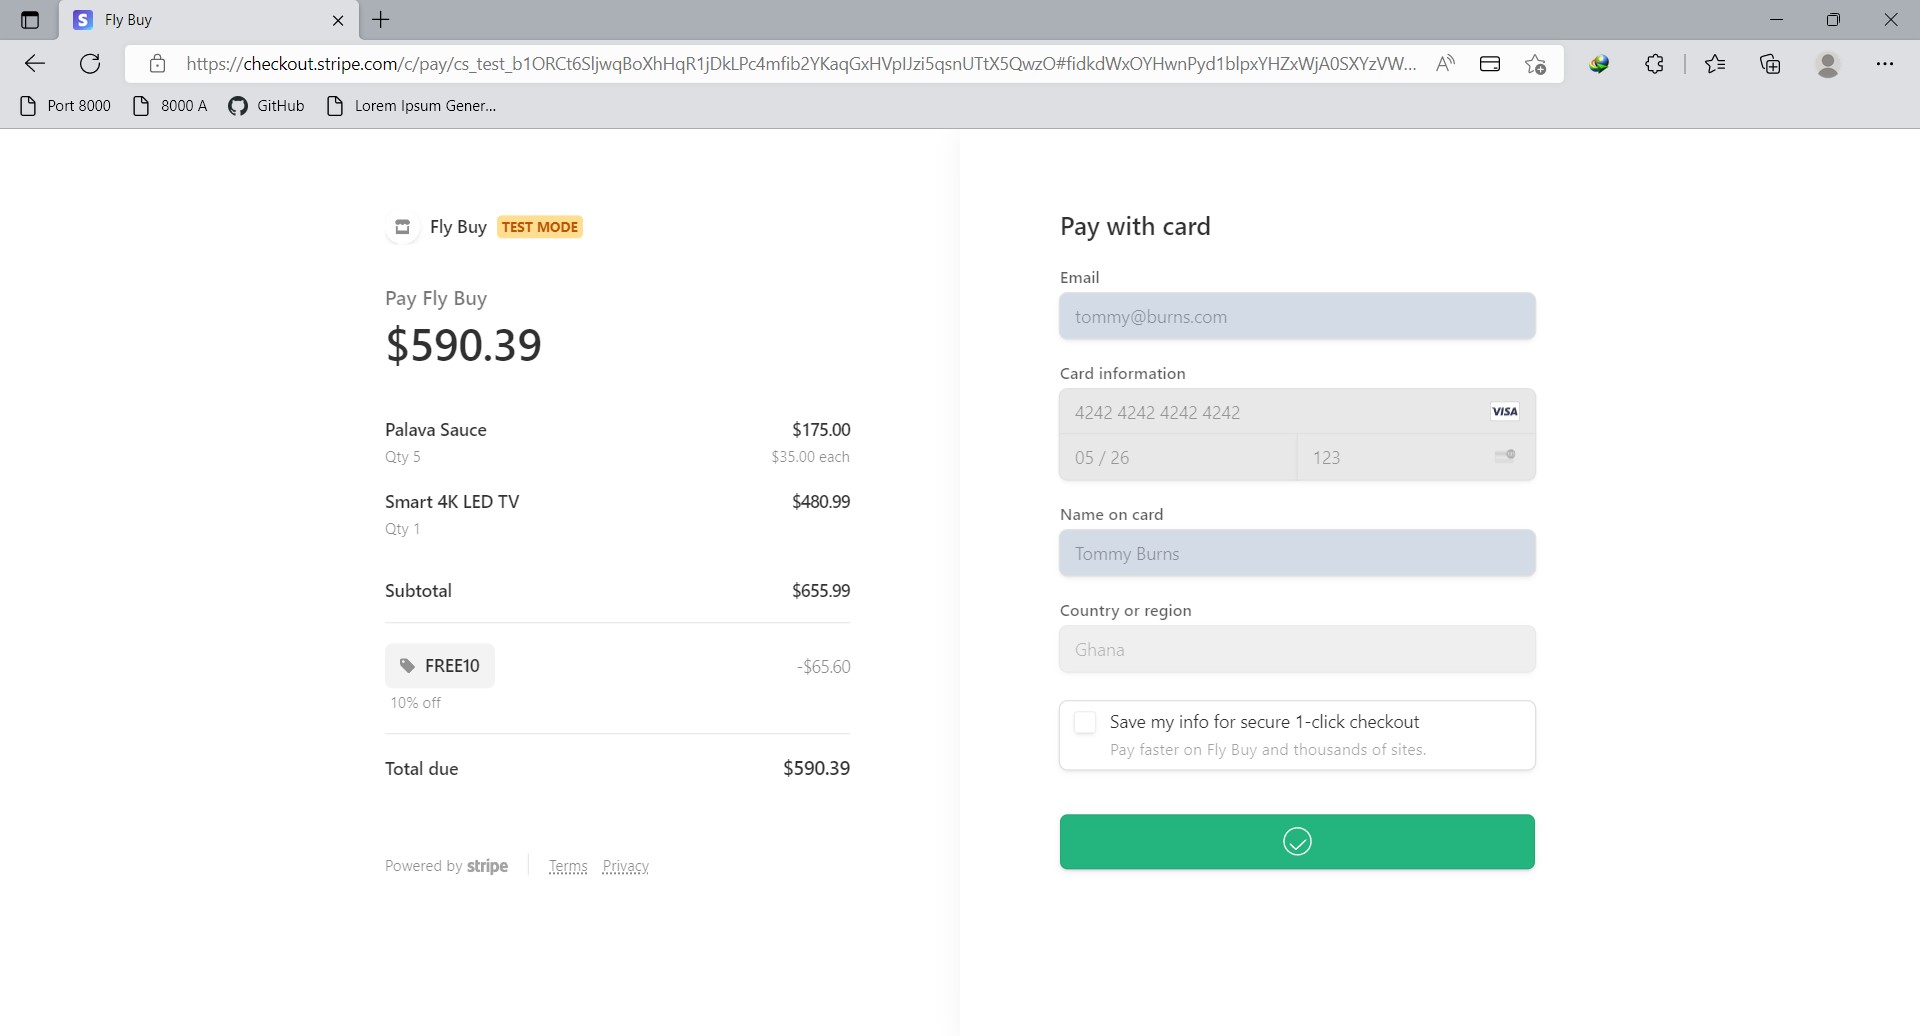 Fly Buy
https://checkout.stripe.com/c/pay/cs_test_b1ORCt6SljwqBoXhHqR1jDkLPc4mfib2YKaqGxHVpIJzi5qsnUTtX5QwzO#fidkdWxOYHwnPyd1blpxYHZxWjA0SXYzVW...
Port 8000 8000 A GitHub Lorem Ipsum Gener...
Fly Buy TEST MODE
Pay Fly Buy
$590.39
Palava Sauce $175.00
Qty 5 $35.00 each
Smart 4K LED TV $480.99
Qty 1
Subtotal $655.99
FREE10 -$65.60
10% off
Total due $590.39
Powered by stripe Terms Privacy
Pay with card
Email
tommy@burns.com
Card information
4242 4242 4242 4242 VISA
05 / 26 123
Name on card
Tommy Burns
Country or region
Ghana
Save my info for secure 1-click checkout
Pay faster on Fly Buy and thousands of sites.